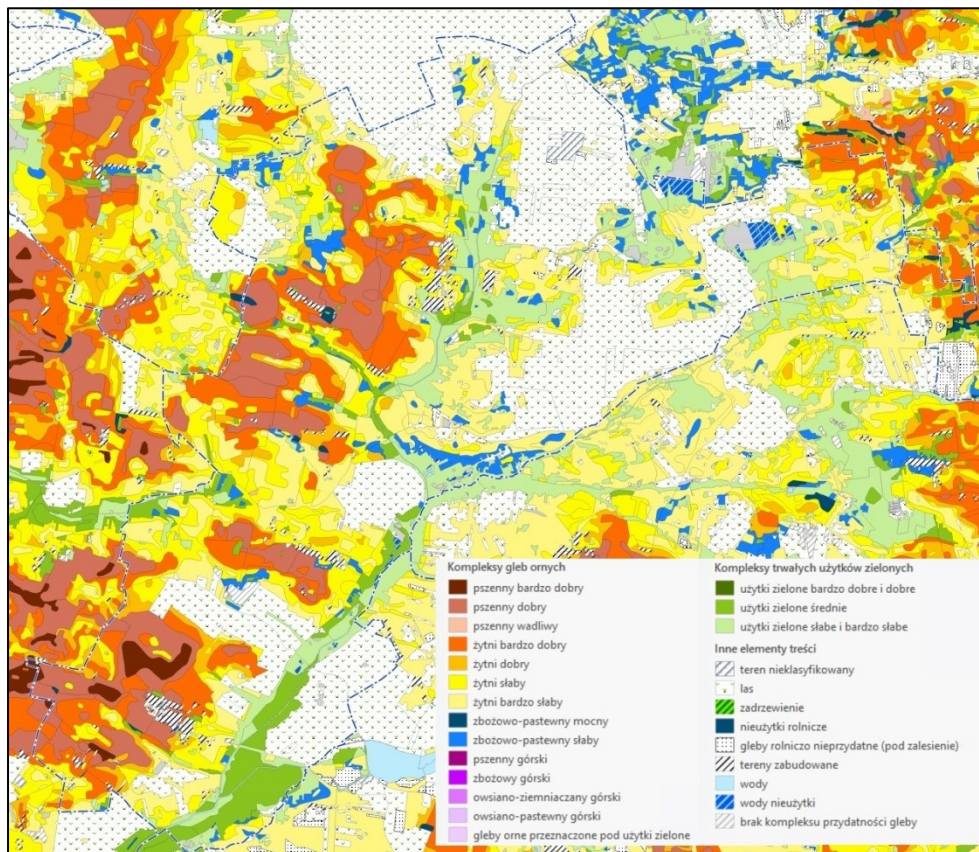 Kompleksy gleb ornych
pszenny bardzo dobry
pszenny dobry
pszenny wadliwy
żytni bardzo dobry
żytni dobry
żytni słaby
żytni bardzo słaby
zbożowo-pastewny mocny
zbożowo-pastewny słaby
pszenny górski
zbożowy górski
owsiano-ziemniaczany górski
owsiano-pastewny górski
gleby orne przeznaczone pod użytki zielone
Kompleksy trwałych użytków zielonych
użytki zielone bardzo dobre i dobre
użytki zielone średnie
użytki zielone słabe i bardzo słabe
Inne elementy treści
teren nieklasyfikowany
las
zadrzewienie
nieużytki rolnicze
gleby rolniczo nieprzydatne (pod zalesienie)
tereny zabudowane
wody
wody nieużytki
brak kompleksu przydatności gleby